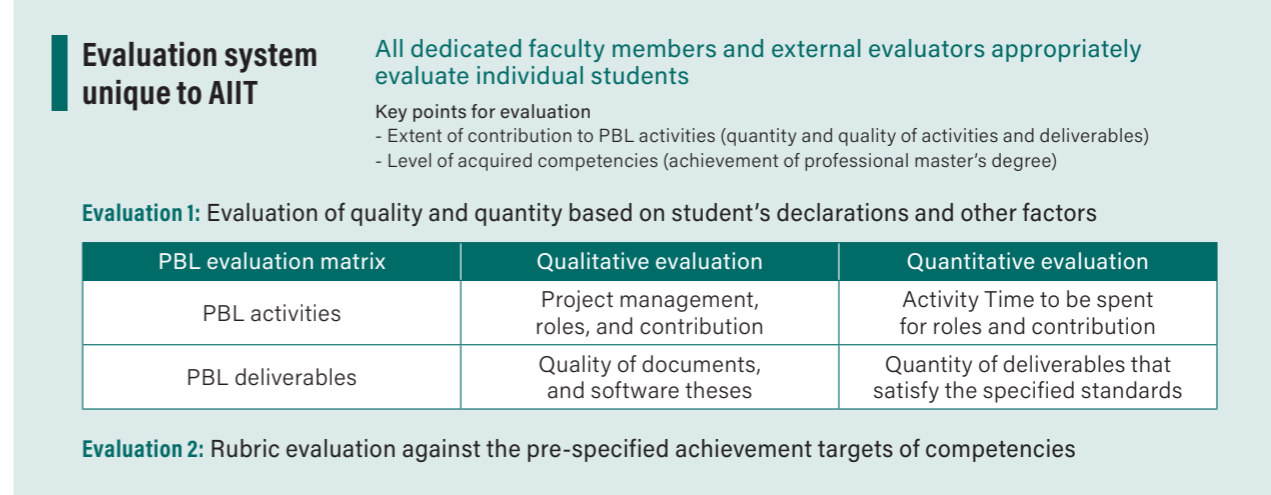 Evaluation system
unique to AIIT
All dedicated faculty members and external evaluators appropriately
evaluate individual students
Key points for evaluation
- Extent of contribution to PBL activities (quantity and quality of activities and deliverables)
- Level of acquired competencies (achievement of professional master's degree)
Evaluation 1: Evaluation of quality and quantity based on student's declarations and other factors
PBL evaluation matrix
Qualitative evaluation
Quantitative evaluation
PBL activities
Project management,
roles, and contribution
Activity Time to be spent
for roles and contribution
PBL deliverables
Quality of documents,
and software theses
Quantity of deliverables that
satisfy the specified standards
Evaluation 2: Rubric evaluation against the pre-specified achievement targets of competencies